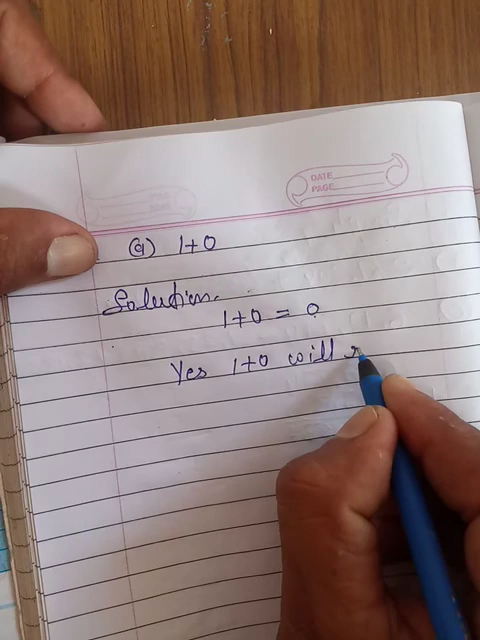 DATE
PAGE
(a) 1+0
Solution.
1+0 = 0
Yes 1+0 will